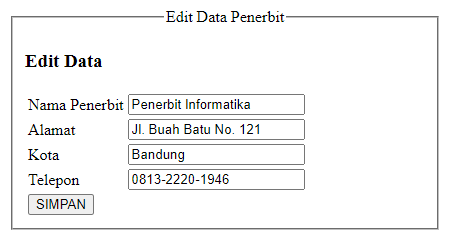 Edit Data Penerbit
Edit Data
Nama Penerbit Penerbit Informatika
Alamat Jl. Buah Batu No. 121
Kota Bandung
Telepon 0813-2220-1946
SIMPAN